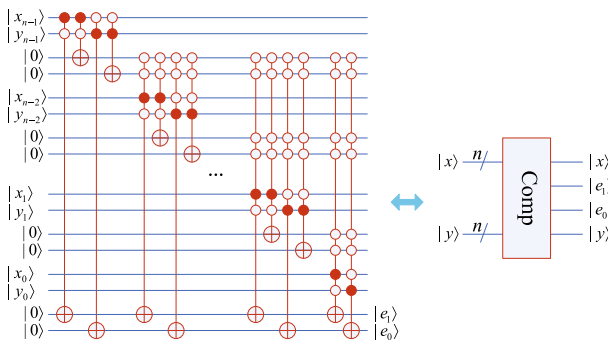 |x_{n-1}⟩
|y_{n-1}⟩
|0⟩
|0⟩
|x_{n-2}⟩
|y_{n-2}⟩
|0⟩
|0⟩
...
|x_1⟩
|y_1⟩
|0⟩
|0⟩
|x_0⟩
|y_0⟩
|0⟩ |e_1⟩
|0⟩ |e_0⟩
|x⟩ n |x⟩
|e_1⟩
Comp
|e_0⟩
|y⟩ n |y⟩